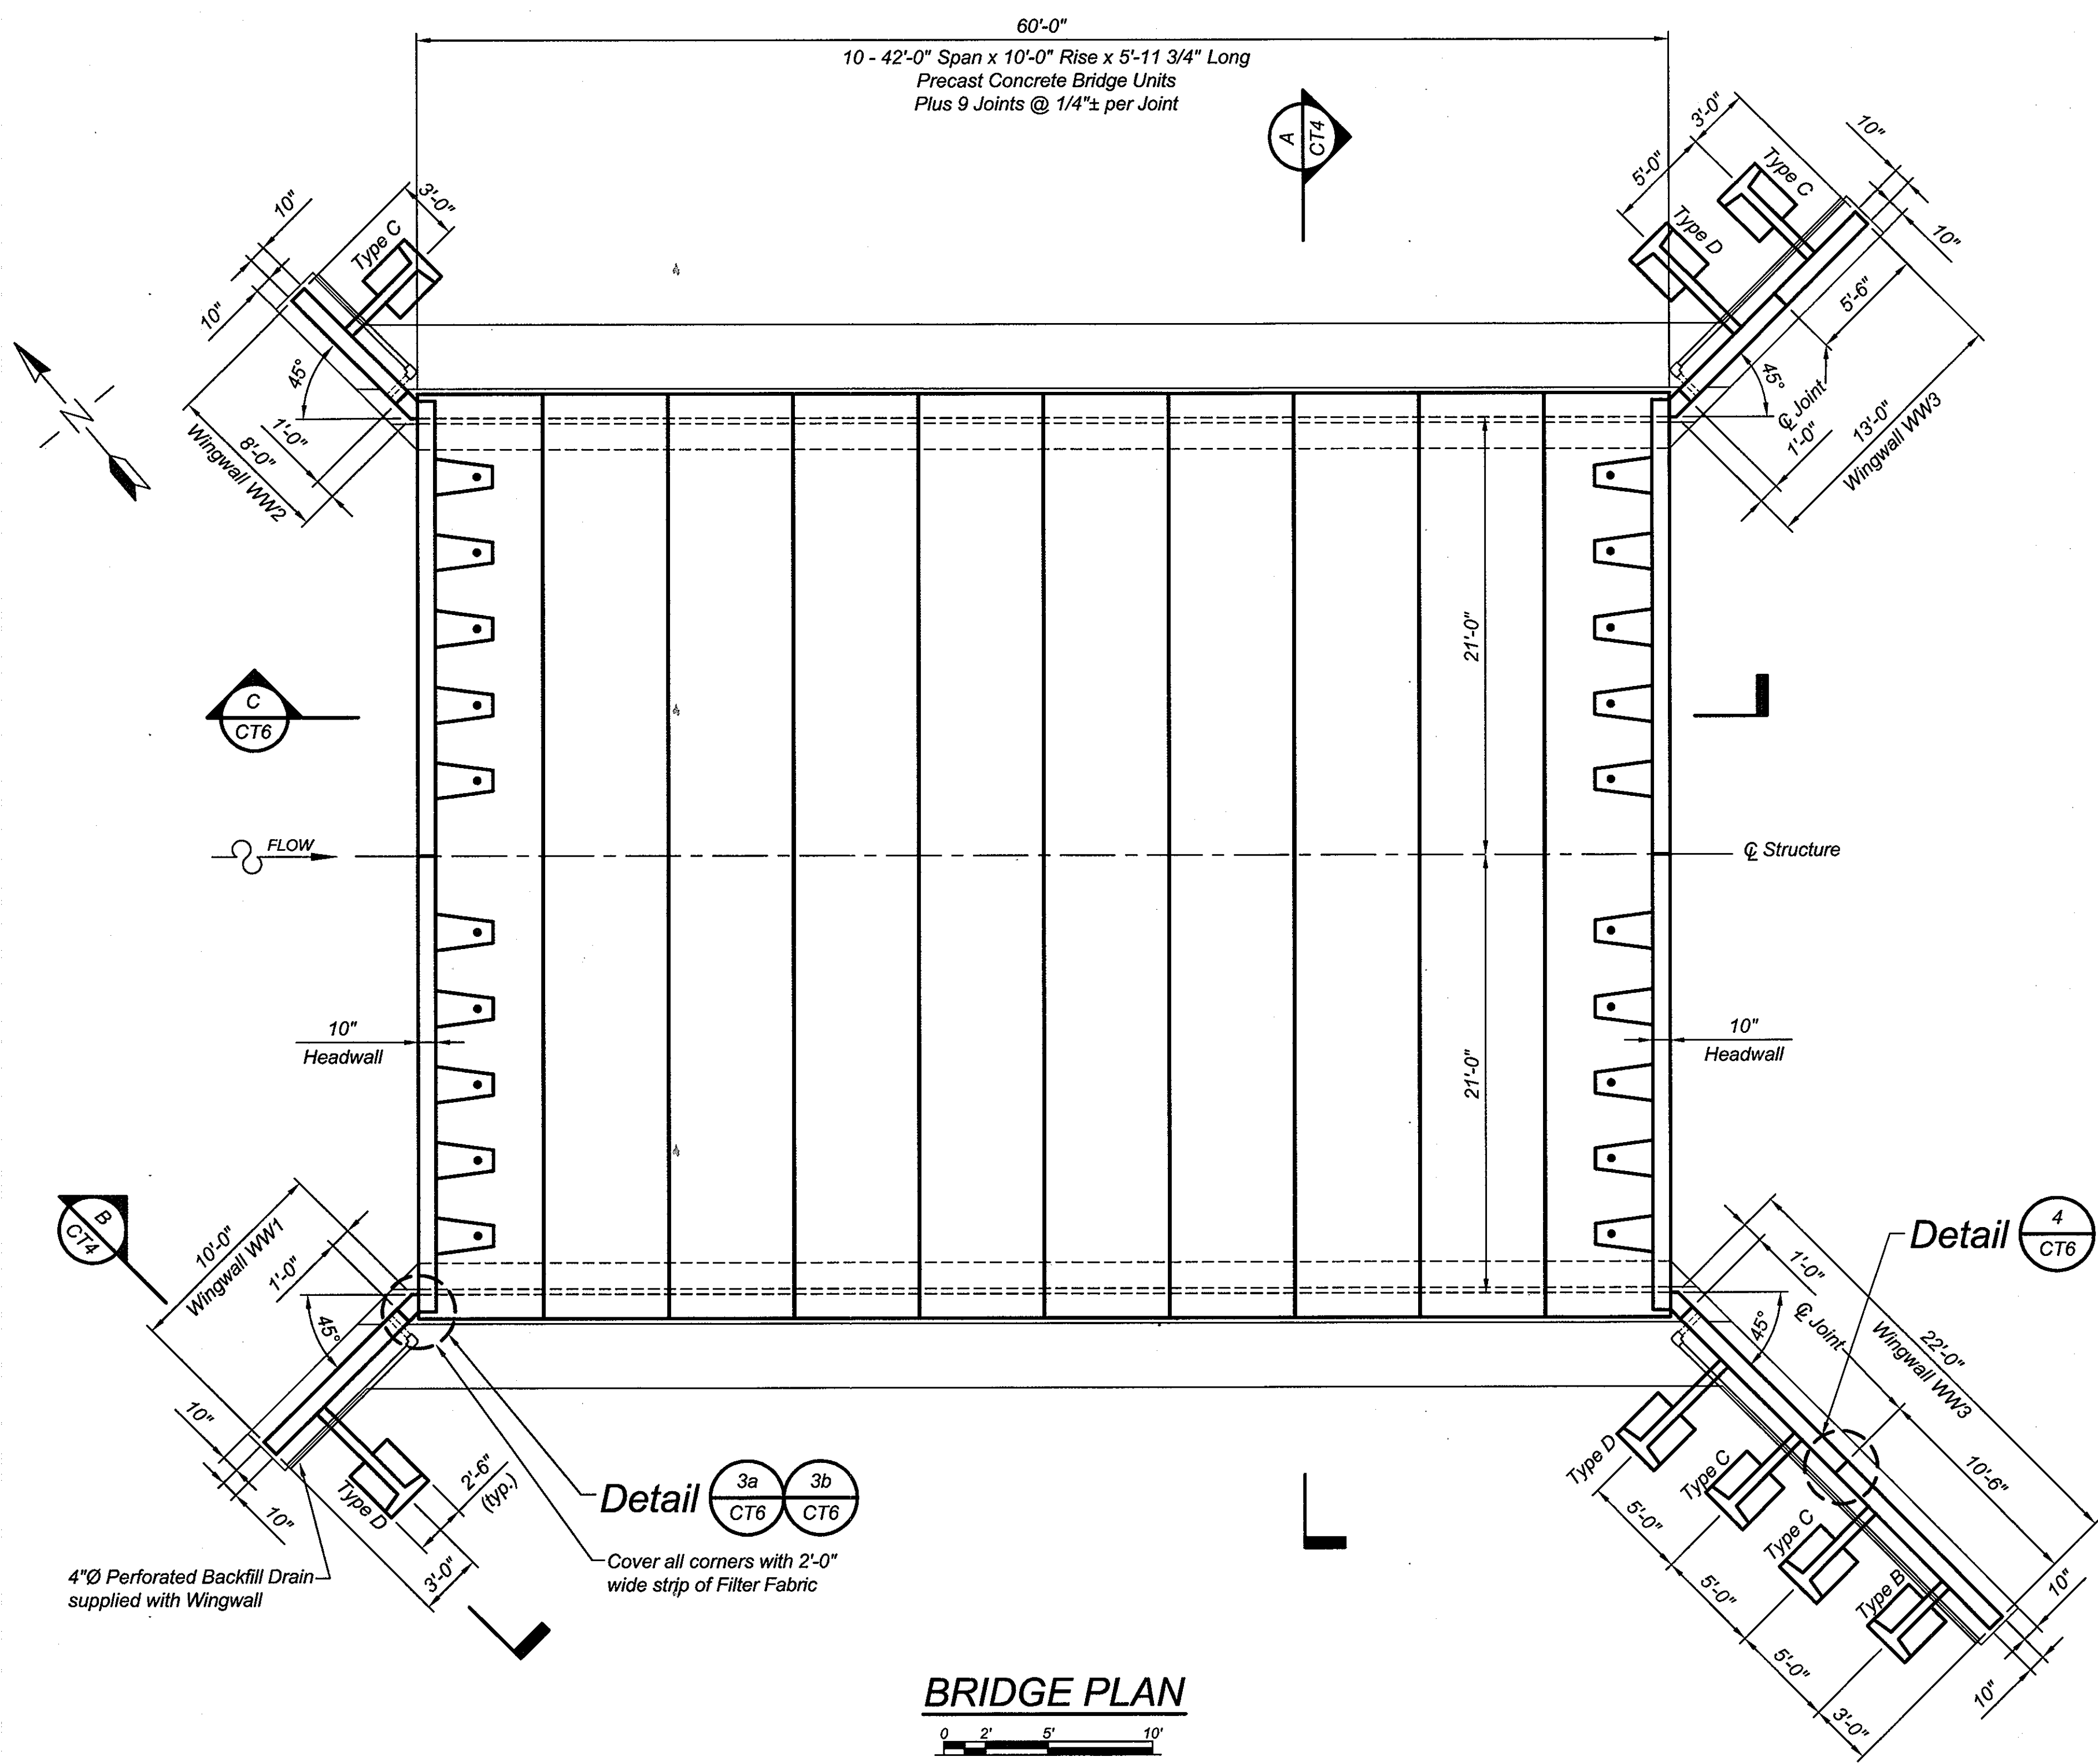 60'-0"
10 - 42'-0" Span x 10'-0" Rise x 5'-11 3/4" Long
Precast Concrete Bridge Units
Plus 9 Joints @ 1/4"± per Joint
A
CT4
10"
10"
3'-0"
Type C
45°
1'-0"
8'-0"
Wingwall WW2
N
3'-0"
5'-0"
Type C
Type D
10"
10"
5'-6"
45°
℄ Joint
1'-0"
13'-0"
Wingwall WW3
21'-0"
C
CT6
FLOW
℄ Structure
10"
Headwall
21'-0"
10"
Headwall
B
CT4
10'-0"
Wingwall WW1
1'-0"
45°
10"
10"
Type D
2'-6"
(typ.)
3'-0"
4"Ø Perforated Backfill Drain
supplied with Wingwall
Detail
3a
CT6
3b
CT6
Cover all corners with 2'-0"
wide strip of Filter Fabric
Detail
4
CT6
1'-0"
℄ Joint
45°
22'-0"
Wingwall WW3
10'-6"
10"
10"
Type D
Type C
Type C
Type B
5'-0"
5'-0"
5'-0"
3'-0"
BRIDGE PLAN
0 2' 5' 10'